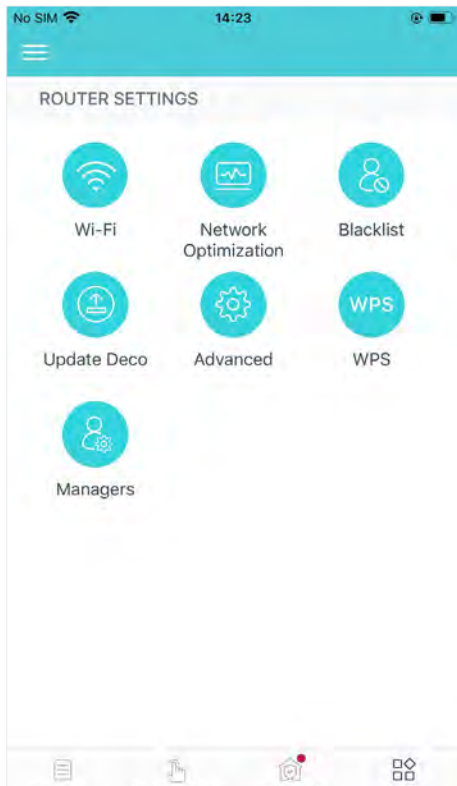 No SIM 14:23
ROUTER SETTINGS
Wi-Fi Network Optimization Blacklist
Update Deco Advanced WPS WPS
Managers